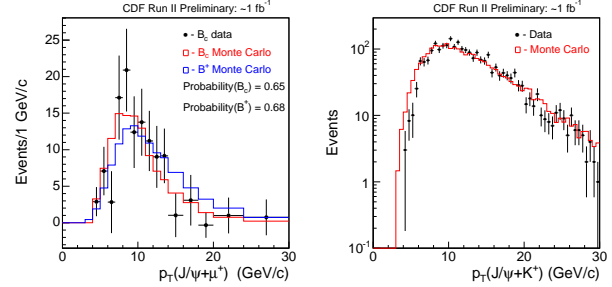 CDF Run II Preliminary: ~1 fb⁻¹
- B_c data
- B_c Monte Carlo
- B⁺ Monte Carlo
Probability(B_c) = 0.65
Probability(B⁺) = 0.68
Events/1 GeV/c
25
20
15
10
5
0
0 10 20 30
p_T(J/ψ+μ⁺) (GeV/c)
CDF Run II Preliminary: ~1 fb⁻¹
- Data
- Monte Carlo
Events
10²
10
1
10⁻¹
0 10 20 30
p_T(J/ψ+K⁺) (GeV/c)